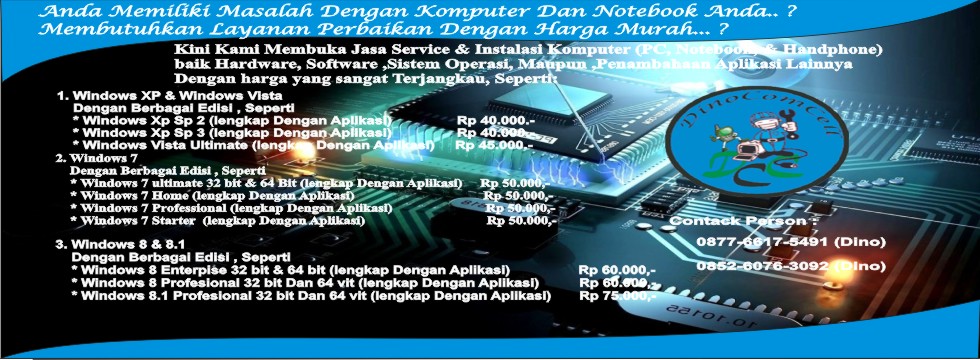 Anda Memiliki Masalah Dengan Komputer Dan Notebook Anda.. ?
Membutuhkan Layanan Perbaikan Dengan Harga Murah... ?
Kini Kami Membuka Jasa Service & Instalasi Komputer (PC, Notebook, & Handphone)
baik Hardware, Software ,Sistem Operasi, Maupun ,Penambahaan Aplikasi Lainnya
Dengan harga yang sangat Terjangkau, Seperti:
1. Windows XP & Windows Vista
Dengan Berbagai Edisi , Seperti
* Windows Xp Sp 2 (lengkap Dengan Aplikasi) Rp 40.000.-
* Windows Xp Sp 3 (lengkap Dengan Aplikasi) Rp 40.000.-
* Windows Vista Ultimate (lengkap Dengan Aplikasi) Rp 45.000,-
2. Windows 7
Dengan Berbagai Edisi , Seperti
* Windows 7 ultimate 32 bit & 64 Bit (lengkap Dengan Aplikasi) Rp 50.000,-
* Windows 7 Home (lengkap Dengan Aplikasi) Rp 50.000,-
* Windows 7 Professional (lengkap Dengan Aplikasi) Rp 50.000,-
* Windows 7 Starter (lengkap Dengan Aplikasi) Rp 50.000,-
3. Windows 8 & 8.1
Dengan Berbagai Edisi , Seperti
* Windows 8 Enterpise 32 bit & 64 bit (lengkap Dengan Aplikasi) Rp 60.000,-
* Windows 8 Profesional 32 bit Dan 64 vit (lengkap Dengan Aplikasi) Rp 60.000,-
* Windows 8.1 Profesional 32 bit Dan 64 vit (lengkap Dengan Aplikasi) Rp 75.000,-
DinoComCell
DCC
Contack Person :
0877-6617-5491 (Dino)
0852-6076-3092 (Dino)